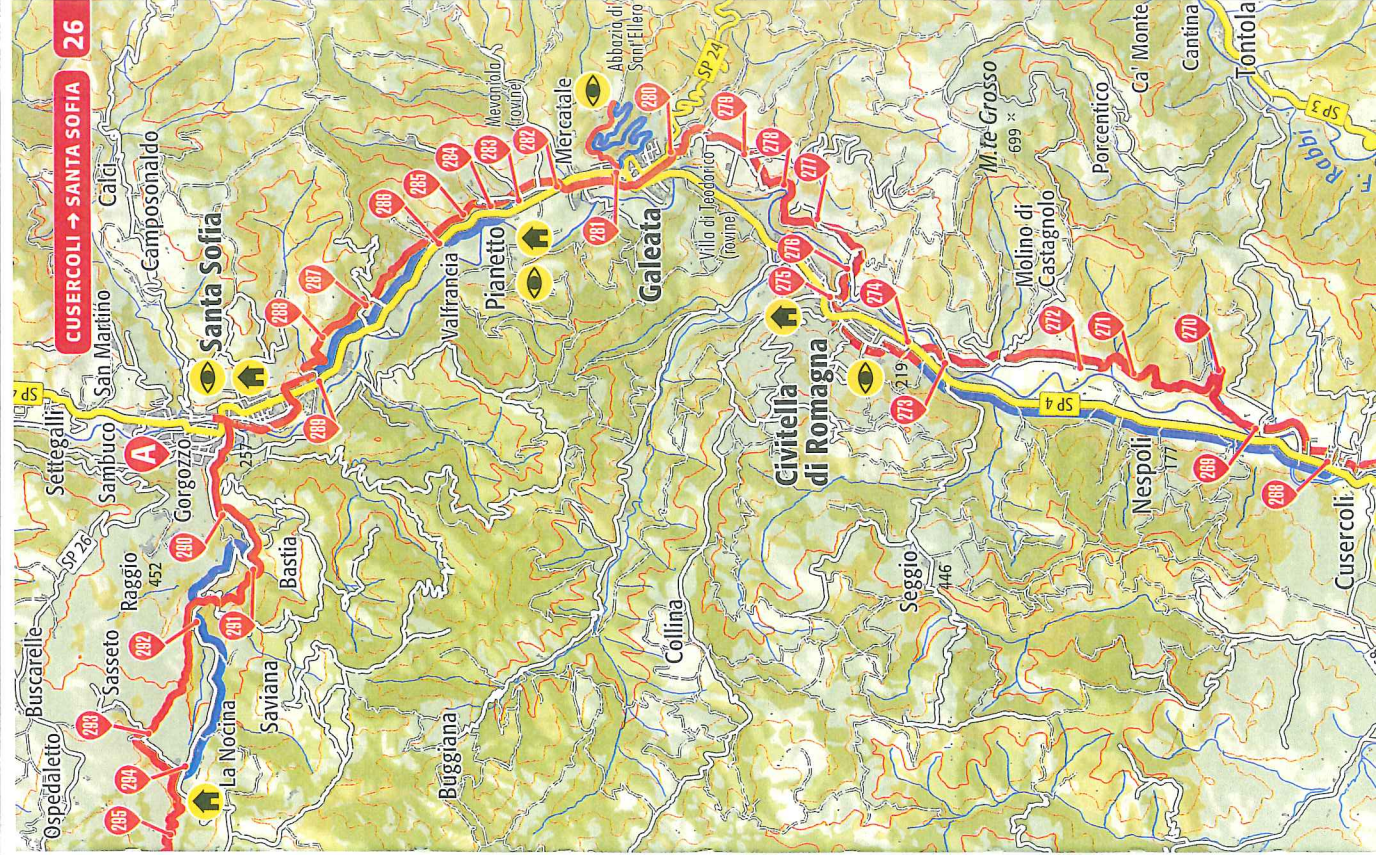 CUSERCOLI → SANTA SOFIA 26
Ospedaletto
Buscarelle
Settegalli
SP 4
San Martino
Calci
Camposonaldo
SP 26
Sambuco
A
Gorgozzo
Santa Sofia
257
Raggio
452
Sasseto
Bastia
La Nocina
Saviana
295
294
293
292
291
290
289
288
287
286
285
284
283
282
281
280
279
278
277
276
275
274
273
272
271
270
269
268
Valfrancia
Pianetto
Mevaniola
(rovine)
Mercatale
Abbazia di
Sant'Ellero
SP 24
Galeata
Villa di Teodorico
(rovine)
Buggiana
Collina
Civitella
di Romagna
219
M.te Grosso
699
Molino di
Castagnolo
Porcentico
Ca' Monte
Cantina
Tontola
SP 3
F. Rabbi
SP 4
Seggio
446
Nespoli
177
Cusercoli